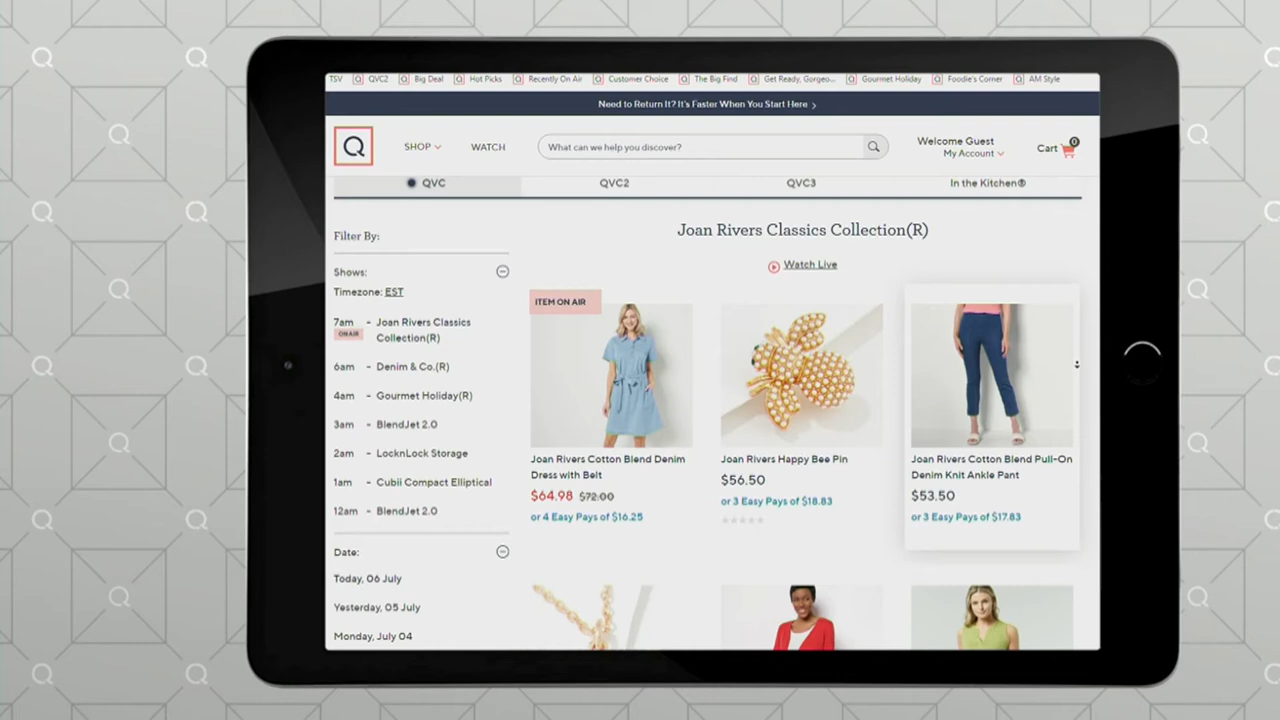 TSV QVC2 Big Deal Hot Picks Recently On Air Customer Choice The Big Find Get Ready, Gorgeo... Gourmet Holiday Foodie's Corner AM Style
Need to Return It? It's Faster When You Start Here
Q SHOP WATCH What can we help you discover? Welcome Guest
My Account
Cart 0
QVC QVC2 QVC3 In the Kitchen®
Filter By:
Shows:
Timezone: EST
7am - Joan Rivers Classics
ON AIR Collection(R)
6am - Denim & Co.(R)
4am - Gourmet Holiday(R)
3am - BlendJet 2.0
2am - LocknLock Storage
1am - Cubii Compact Elliptical
12am - BlendJet 2.0
Date:
Today, 06 July
Yesterday, 05 July
Monday, July 04
Joan Rivers Classics Collection(R)
Watch Live
ITEM ON AIR
Joan Rivers Cotton Blend Denim
Dress with Belt
$64.98 $72.00
or 4 Easy Pays of $16.25
Joan Rivers Happy Bee Pin
$56.50
or 3 Easy Pays of $18.83
Joan Rivers Cotton Blend Pull-On
Denim Knit Ankle Pant
$53.50
or 3 Easy Pays of $17.83